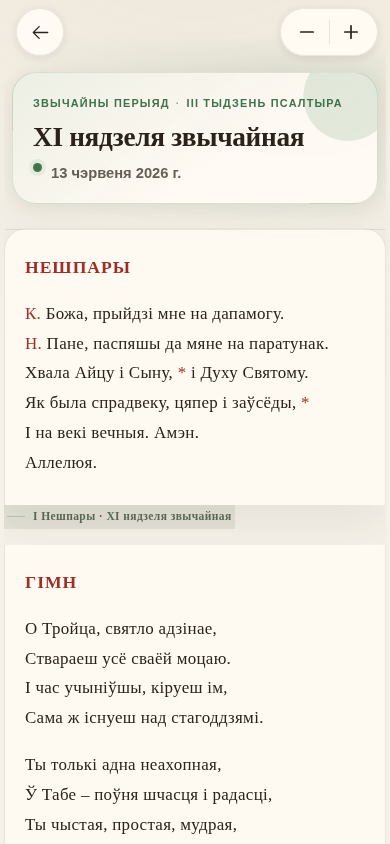 ЗВЫЧАЙНЫ ПЕРЫЯД · III ТЫДЗЕНЬ ПСАЛТЫРА
XI нядзеля звычайная
13 чэрвеня 2026 г.
НЕШПАРЫ
К. Божа, прыйдзі мне на дапамогу.
Н. Пане, паспяшы да мяне на паратунак.
Хвала Айцу і Сыну, * і Духу Святому.
Як была спрадвеку, цяпер і заўсёды, *
І на векі вечныя. Амэн.
Аллелюя.
I Нешпары · XI нядзеля звычайная
ГІМН
О Тройца, святло адзінае,
Ствараеш усё сваёй моцаю.
І час учыніўшы, кіруеш ім,
Сама ж існуеш над стагоддзямі.
Ты толькі адна неахопная,
Ў Табе – поўня шчасця і радасці,
Ты чыстая, простая, мудрая,